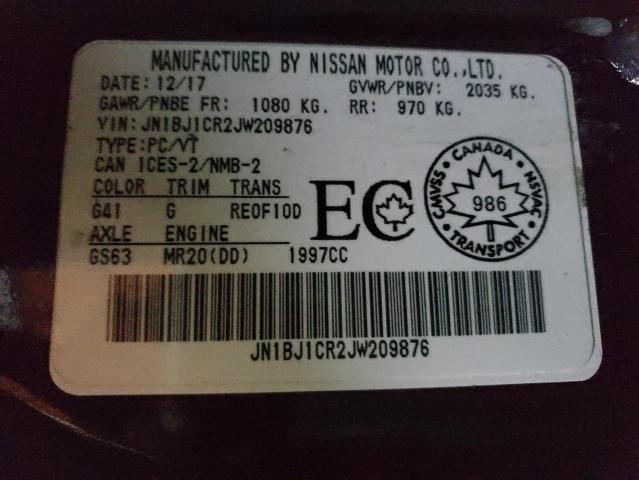 MANUFACTURED BY NISSAN MOTOR CO.,LTD.
DATE: 12/17 GVWR/PNBV: 2035 KG.
GAWR/PNBE FR: 1080 KG. RR: 970 KG.
VIN: JN1BJ1CR2JW209876
TYPE:PC/VT
CAN ICES-2/NMB-2
COLOR TRIM TRANS
G41 G RE0F10D
AXLE ENGINE
GS63 MR20(DD) 1997CC
EC
CANADA
CMVSS
NSVAC
986
TRANSPORT
JN1BJ1CR2JW209876